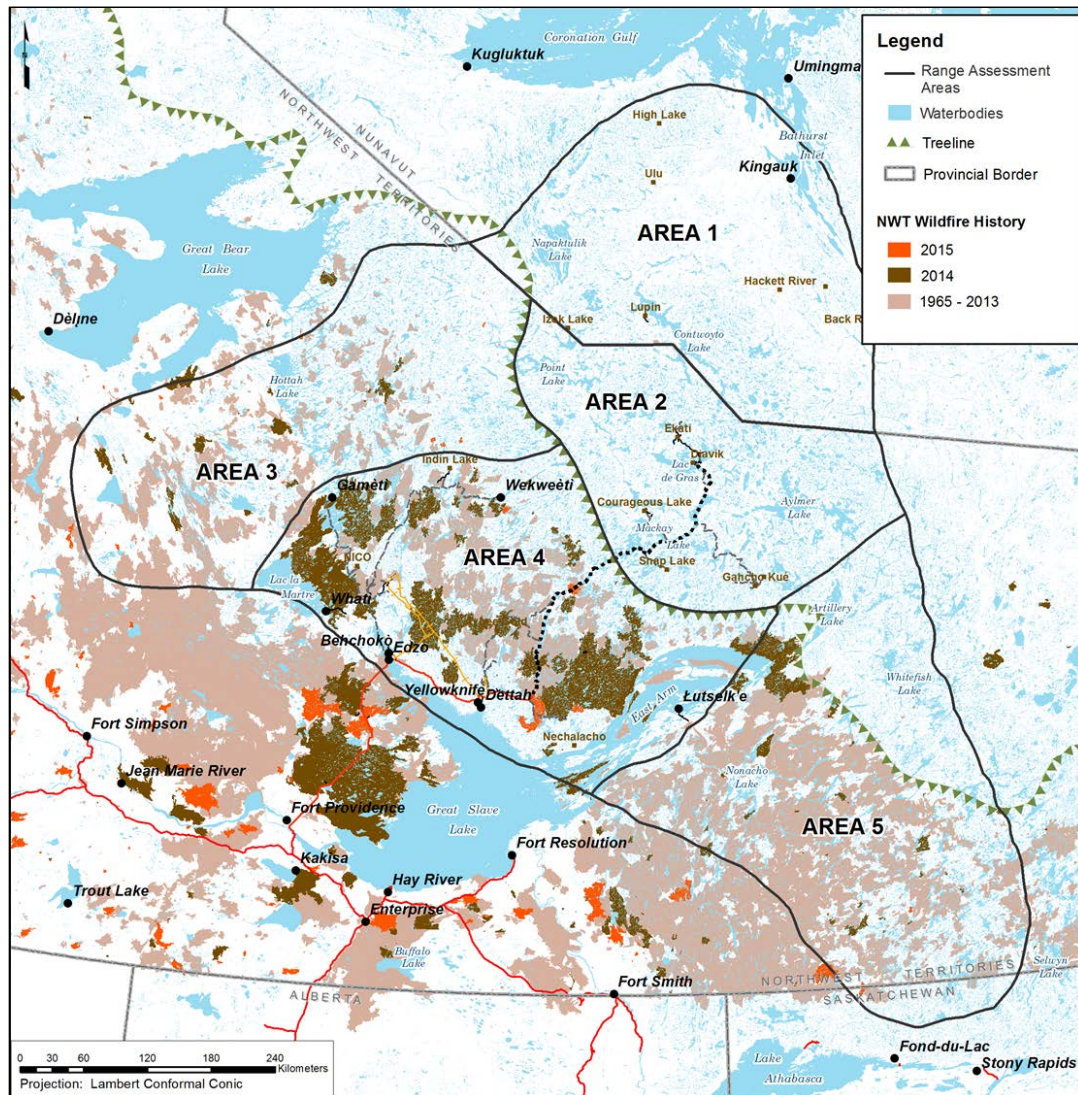 Coronation Gulf
Kugluktuk
Umingma
Legend
Range Assessment
Areas
Waterbodies
Treeline
Provincial Border
NWT Wildfire History
2015
2014
1965 - 2013
NUNAVUT
NORTHWEST TERRITORIES
High Lake
Bathurst
Inlet
Kingauk
Ulu
AREA 1
Great Bear
Lake
Napaktulik
Lake
Hackett River
Back R
Dèlįne
Lupin
Izok Lake
Contwoyto
Lake
Hottah
Lake
Point
Lake
AREA 2
Ekati
Diavik
Lac
de Gras
AREA 3
Indin Lake
Gamètì
Wekweètì
Courageous Lake
Aylmer
Lake
Mackay
Lake
AREA 4
NICO
Snap Lake
Gahcho Kue
Lac la
Martre
Whatì
Artillery
Lake
Behchokò
Edzo
Whitefish
Lake
Yellowknife
Dettah
East Arm
Łutselk'e
Fort Simpson
Nechalacho
Jean Marie River
Nonacho
Lake
Fort Providence
Great Slave
Lake
AREA 5
Fort Resolution
Kakisa
Trout Lake
Hay River
Enterprise
Buffalo
Lake
Selwyn
Lake
NORTHWEST TERRITORIES
ALBERTA
Fort Smith
SASKATCHEWAN
Fond-du-Lac
Lake
Athabasca
Stony Rapids
0 30 60 120 180 240
Kilometers
Projection: Lambert Conformal Conic